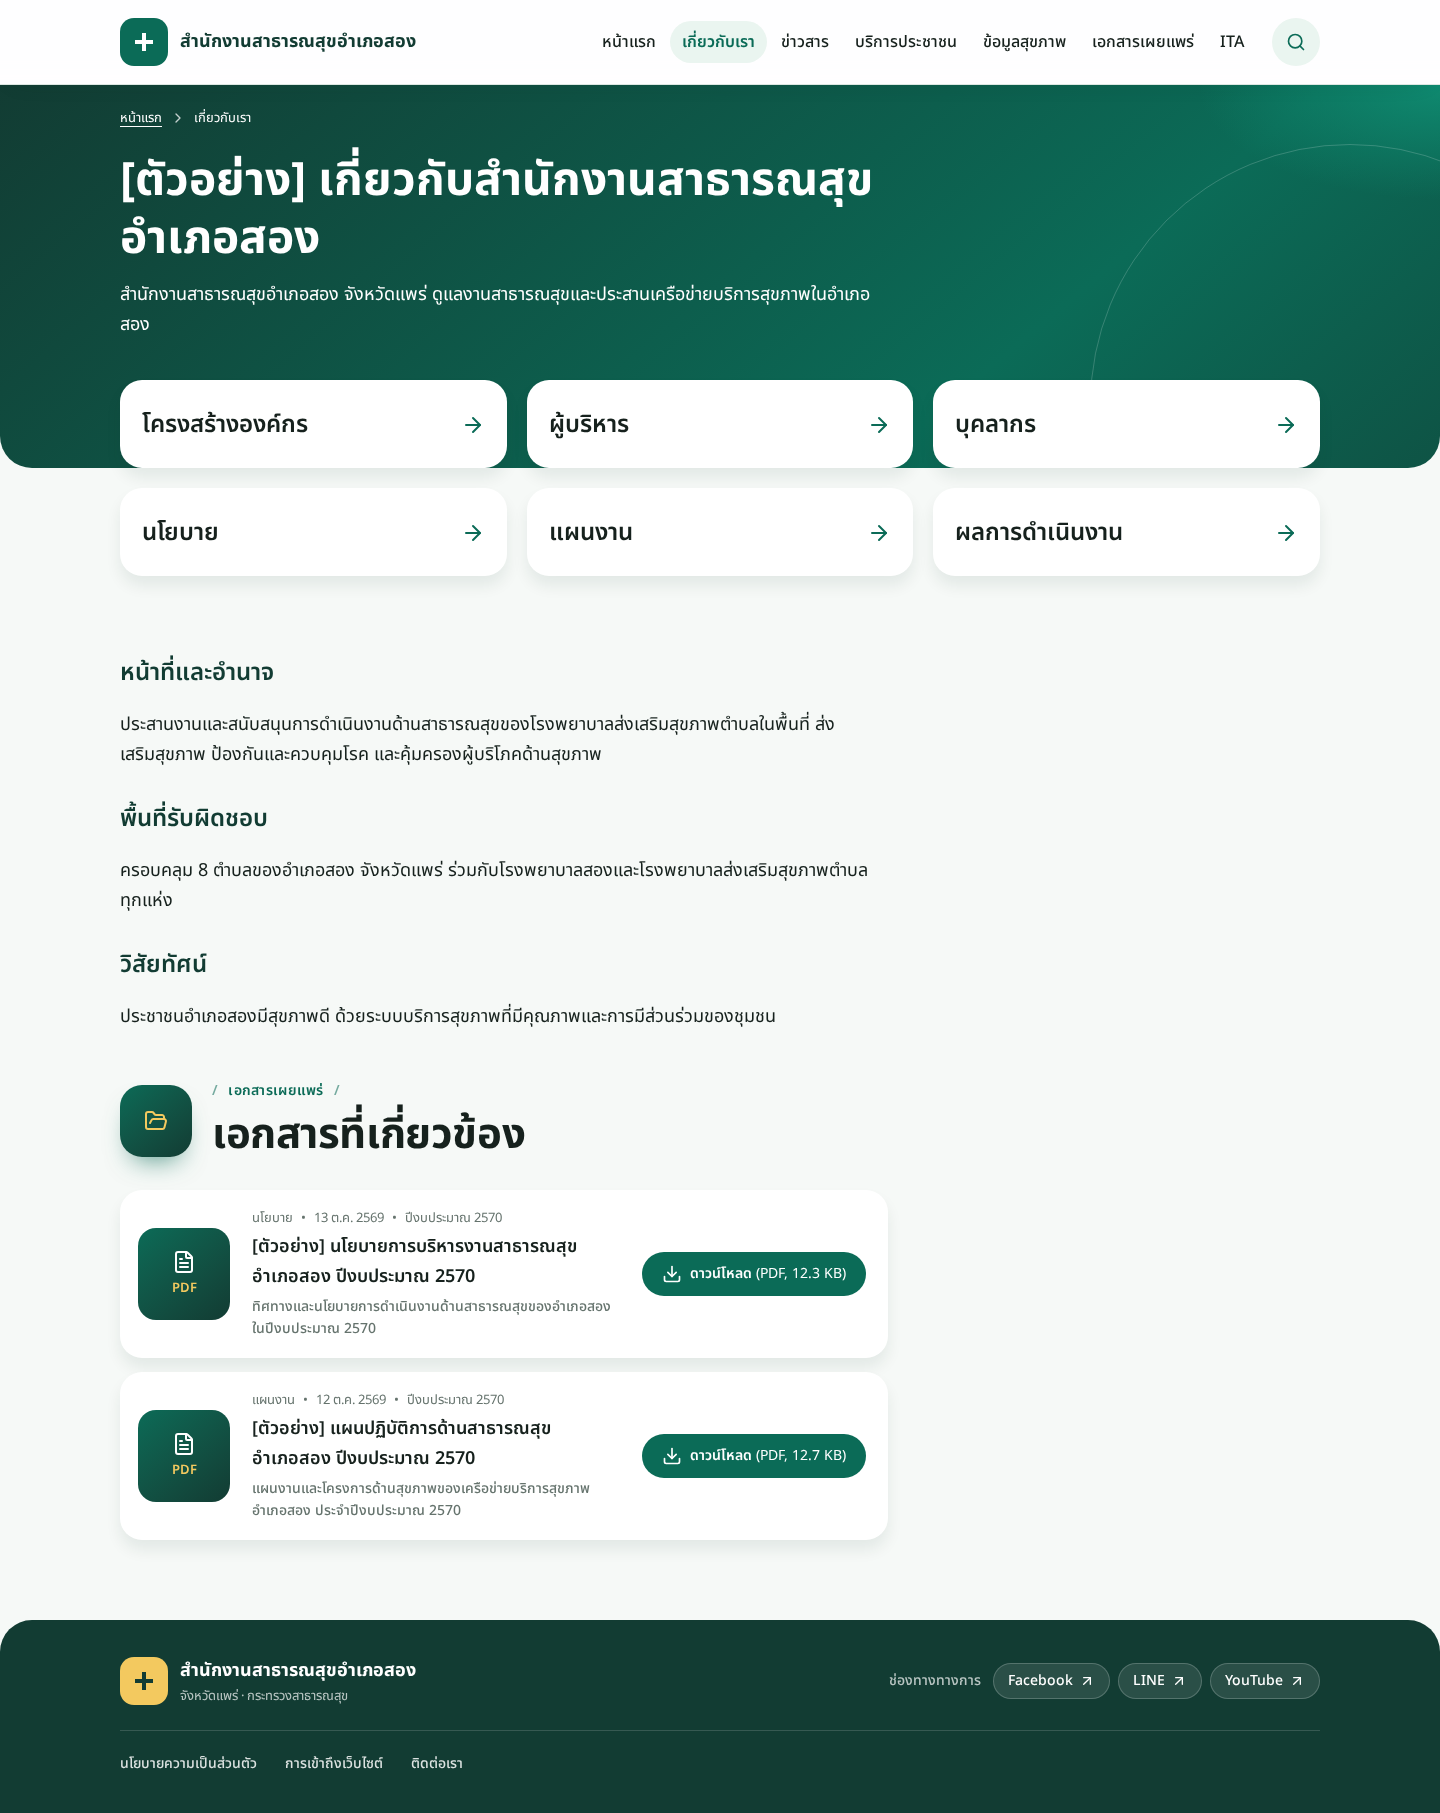 สำนักงานสาธารณสุขอำเภอสอง
หน้าแรก
เกี่ยวกับเรา
ข่าวสาร
บริการประชาชน
ข้อมูลสุขภาพ
เอกสารเผยแพร่
ITA
หน้าแรก
เกี่ยวกับเรา
[ตัวอย่าง] เกี่ยวกับสำนักงานสาธารณสุข
อำเภอสอง
สำนักงานสาธารณสุขอำเภอสอง จังหวัดแพร่ ดูแลงานสาธารณสุขและประสานเครือข่ายบริการสุขภาพในอำเภอ
สอง
โครงสร้างองค์กร
ผู้บริหาร
บุคลากร
นโยบาย
แผนงาน
ผลการดำเนินงาน
หน้าที่และอำนาจ
ประสานงานและสนับสนุนการดำเนินงานด้านสาธารณสุขของโรงพยาบาลส่งเสริมสุขภาพตำบลในพื้นที่ ส่ง
เสริมสุขภาพ ป้องกันและควบคุมโรค และคุ้มครองผู้บริโภคด้านสุขภาพ
พื้นที่รับผิดชอบ
ครอบคลุม 8 ตำบลของอำเภอสอง จังหวัดแพร่ ร่วมกับโรงพยาบาลสองและโรงพยาบาลส่งเสริมสุขภาพตำบล
ทุกแห่ง
วิสัยทัศน์
ประชาชนอำเภอสองมีสุขภาพดี ด้วยระบบบริการสุขภาพที่มีคุณภาพและการมีส่วนร่วมของชุมชน
/ เอกสารเผยแพร่ /
เอกสารที่เกี่ยวข้อง
PDF
นโยบาย • 13 ต.ค. 2569 • ปีงบประมาณ 2570
[ตัวอย่าง] นโยบายการบริหารงานสาธารณสุข
อำเภอสอง ปีงบประมาณ 2570
ทิศทางและนโยบายการดำเนินงานด้านสาธารณสุขของอำเภอสอง
ในปีงบประมาณ 2570
ดาวน์โหลด (PDF, 12.3 KB)
PDF
แผนงาน • 12 ต.ค. 2569 • ปีงบประมาณ 2570
[ตัวอย่าง] แผนปฏิบัติการด้านสาธารณสุข
อำเภอสอง ปีงบประมาณ 2570
แผนงานและโครงการด้านสุขภาพของเครือข่ายบริการสุขภาพ
อำเภอสอง ประจำปีงบประมาณ 2570
ดาวน์โหลด (PDF, 12.7 KB)
สำนักงานสาธารณสุขอำเภอสอง
จังหวัดแพร่ · กระทรวงสาธารณสุข
ช่องทางทางการ
Facebook
LINE
YouTube
นโยบายความเป็นส่วนตัว
การเข้าถึงเว็บไซต์
ติดต่อเรา